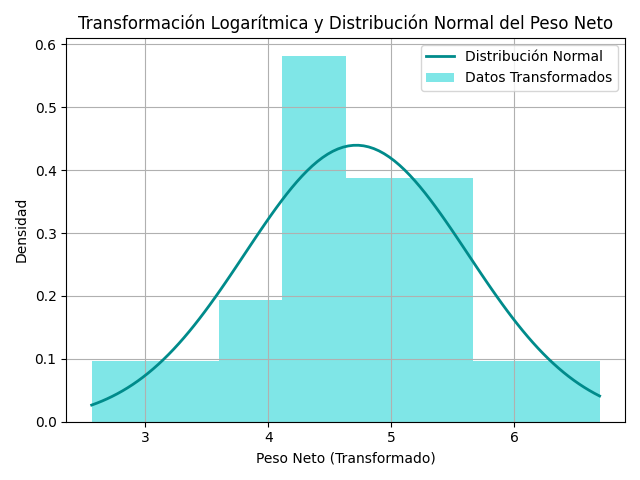 Transformación Logarítmica y Distribución Normal del Peso Neto
Distribución Normal
Datos Transformados
Densidad
0.6
0.5
0.4
0.3
0.2
0.1
0.0
3 4 5 6
Peso Neto (Transformado)